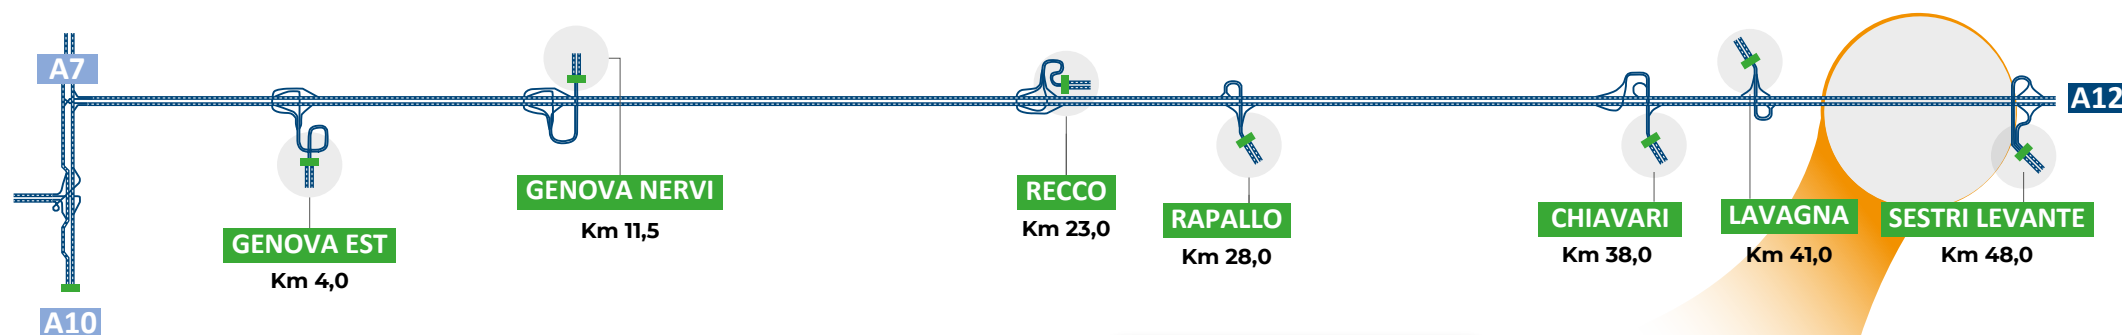 A7
A12
GENOVA NERVI
Km 11,5
RECCO
Km 23,0
RAPALLO
Km 28,0
CHIAVARI
Km 38,0
LAVAGNA
Km 41,0
SESTRI LEVANTE
Km 48,0
GENOVA EST
Km 4,0
A10